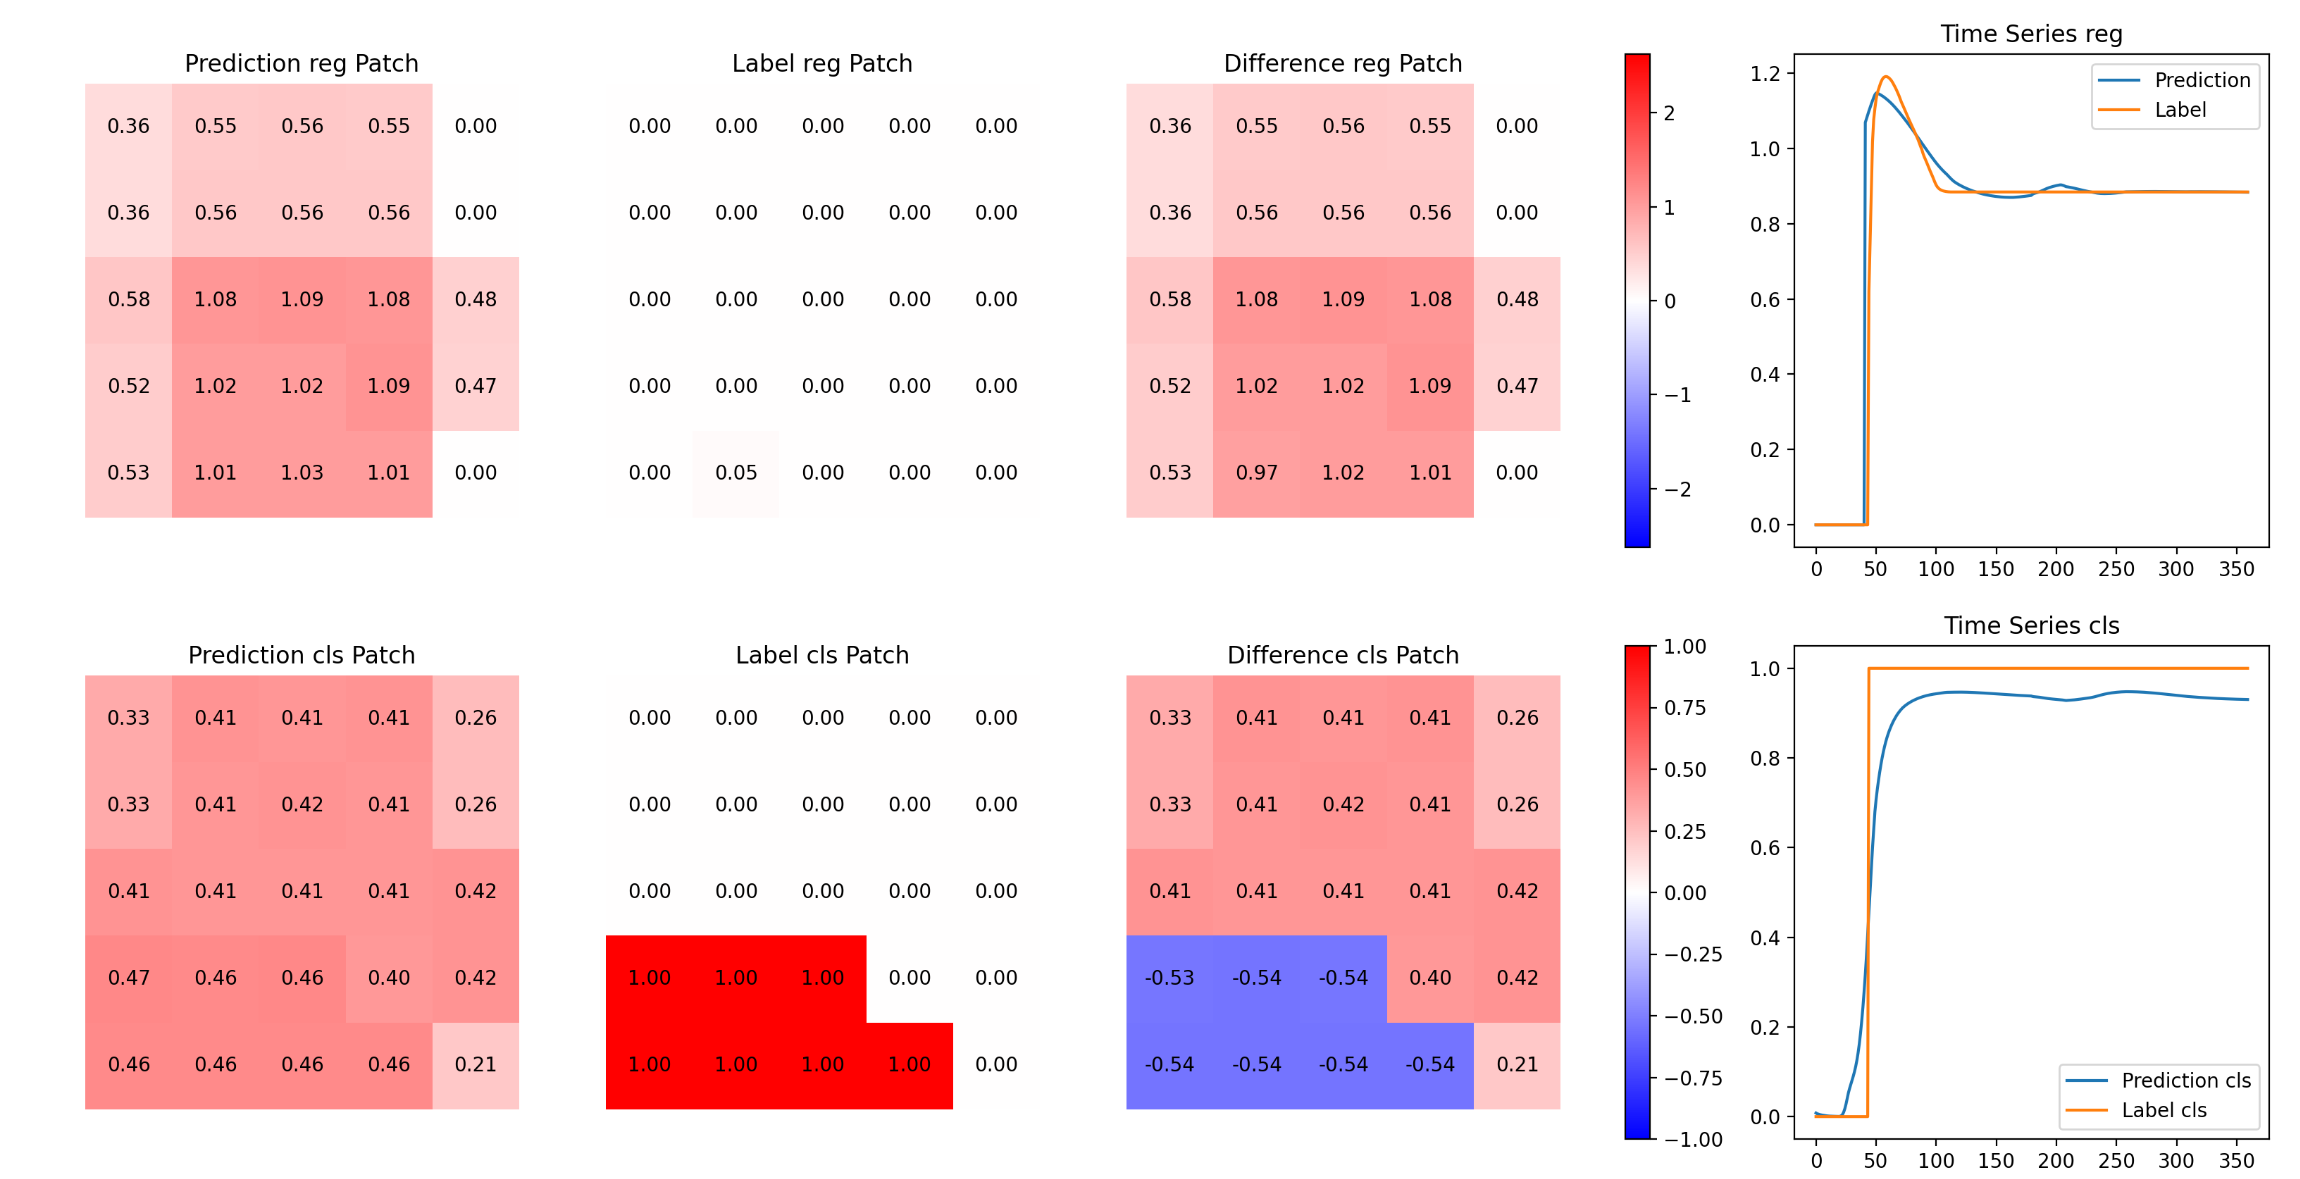 Prediction reg Patch
0.36 0.55 0.56 0.55 0.00
0.36 0.56 0.56 0.56 0.00
0.58 1.08 1.09 1.08 0.48
0.52 1.02 1.02 1.09 0.47
0.53 1.01 1.03 1.01 0.00
Label reg Patch
0.00 0.00 0.00 0.00 0.00
0.00 0.00 0.00 0.00 0.00
0.00 0.00 0.00 0.00 0.00
0.00 0.00 0.00 0.00 0.00
0.00 0.05 0.00 0.00 0.00
Difference reg Patch
0.36 0.55 0.56 0.55 0.00
0.36 0.56 0.56 0.56 0.00
0.58 1.08 1.09 1.08 0.48
0.52 1.02 1.02 1.09 0.47
0.53 0.97 1.02 1.01 0.00
2
1
0
−1
−2
Time Series reg
Prediction
Label
1.2
1.0
0.8
0.6
0.4
0.2
0.0
0 50 100 150 200 250 300 350
Prediction cls Patch
0.33 0.41 0.41 0.41 0.26
0.33 0.41 0.42 0.41 0.26
0.41 0.41 0.41 0.41 0.42
0.47 0.46 0.46 0.40 0.42
0.46 0.46 0.46 0.46 0.21
Label cls Patch
0.00 0.00 0.00 0.00 0.00
0.00 0.00 0.00 0.00 0.00
0.00 0.00 0.00 0.00 0.00
1.00 1.00 1.00 0.00 0.00
1.00 1.00 1.00 1.00 0.00
Difference cls Patch
0.33 0.41 0.41 0.41 0.26
0.33 0.41 0.42 0.41 0.26
0.41 0.41 0.41 0.41 0.42
-0.53 -0.54 -0.54 0.40 0.42
-0.54 -0.54 -0.54 -0.54 0.21
1.00
0.75
0.50
0.25
0.00
−0.25
−0.50
−0.75
−1.00
Time Series cls
1.0
0.8
0.6
0.4
0.2
0.0
Prediction cls
Label cls
0 50 100 150 200 250 300 350